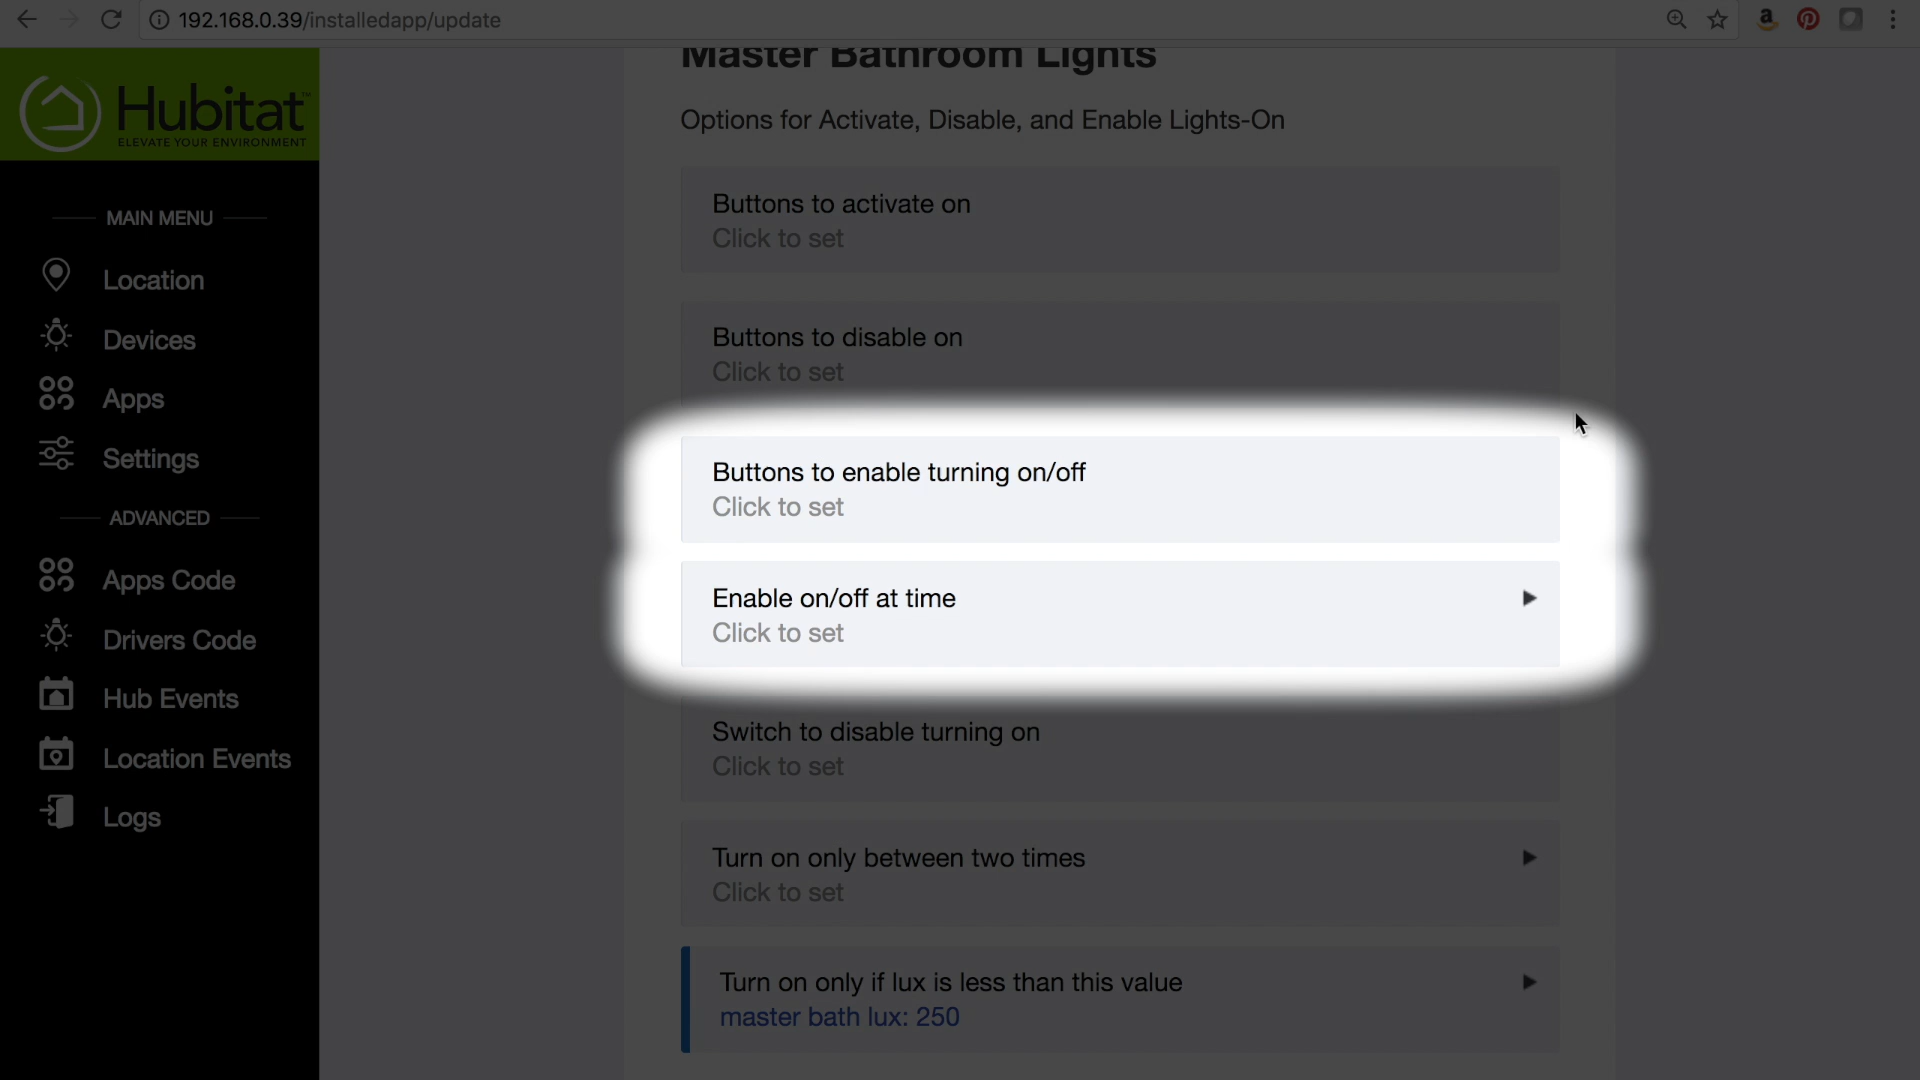 192.168.0.39/installedapp/update
Hubitat™
ELEVATE YOUR ENVIRONMENT
MAIN MENU
Location
Devices
Apps
Settings
ADVANCED
Apps Code
Drivers Code
Hub Events
Location Events
Logs
Master Bathroom Lights
Options for Activate, Disable, and Enable Lights-On
Buttons to activate on
Click to set
Buttons to disable on
Click to set
Buttons to enable turning on/off
Click to set
Enable on/off at time
Click to set
Switch to disable turning on
Click to set
Turn on only between two times
Click to set
Turn on only if lux is less than this value
master bath lux: 250